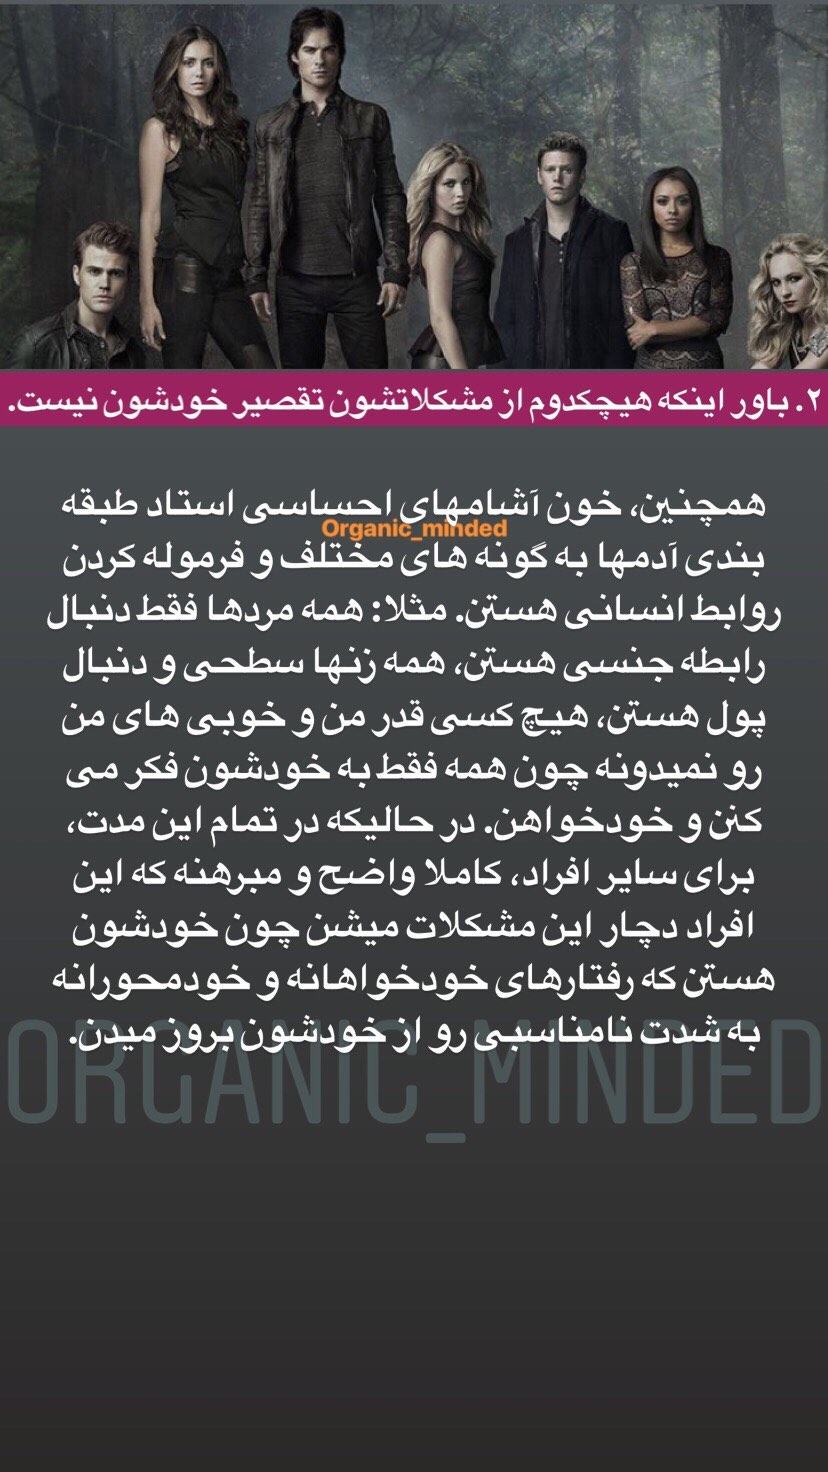 ۲. باور اینکه هیچکدوم از مشکلاتشون تقصیر خودشون نیست.
همچنین، خون آشامهای احساسی استاد طبقه
Organic_minded
بندی آدمها به گونه های مختلف و فرموله کردن
روابط انسانی هستن. مثلا: همه مردها فقط دنبال
رابطه جنسی هستن، همه زنها سطحی و دنبال
پول هستن، هیچ کسی قدر من و خوبی های من
رو نمیدونه چون همه فقط به خودشون فکر می
کنن و خودخواهن. در حالیکه در تمام این مدت،
برای سایر افراد، کاملا واضح و مبرهنه که این
افراد دچار این مشکلات میشن چون خودشون
هستن که رفتارهای خودخواهانه و خودمحورانه
به شدت نامناسبی رو از خودشون بروز میدن.
ORGANIC_MINDED